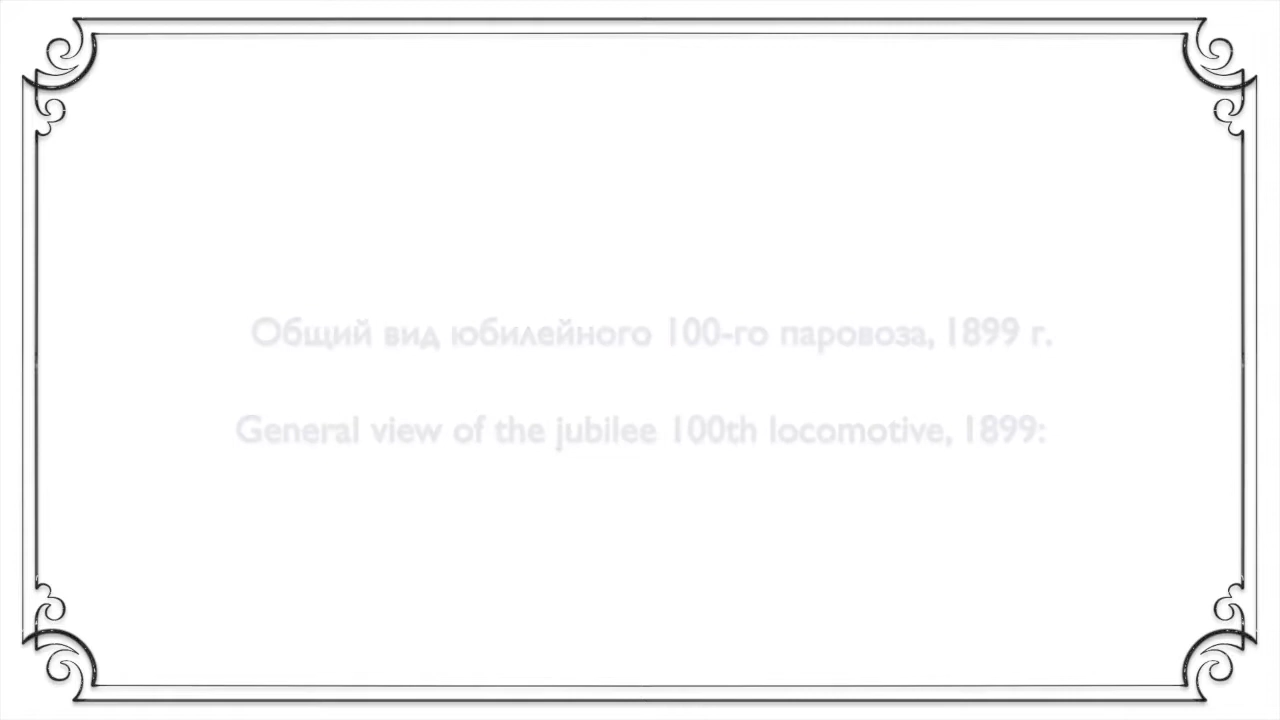 Общий вид юбилейного 100-го паровоза, 1899 г.
General view of the jubilee 100th locomotive, 1899: